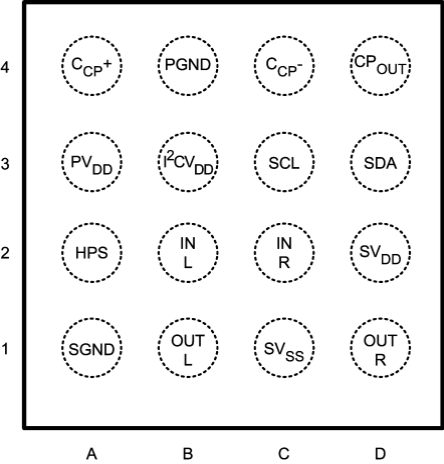 4 C_CP+ PGND C_CP- CP_OUT
3 PV_DD I²CV_DD SCL SDA
2 HPS IN L IN R SV_DD
1 SGND OUT L SV_SS OUT R
A B C D